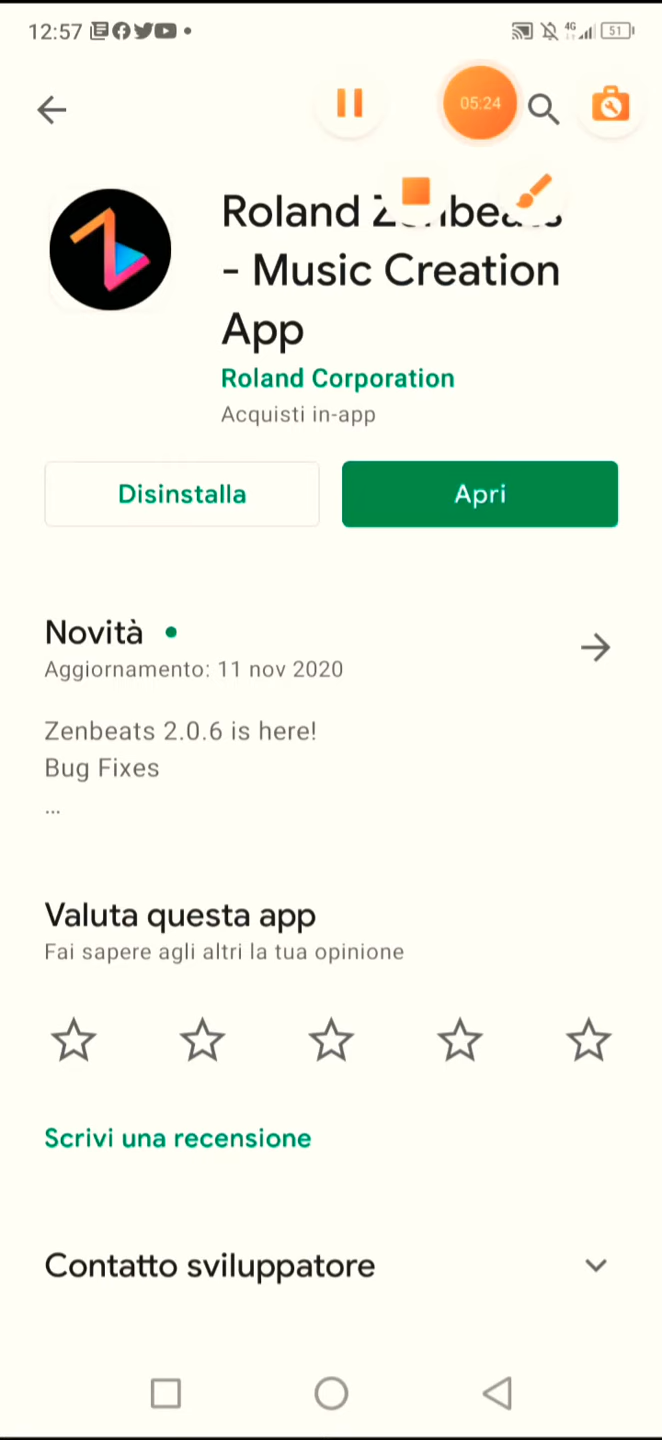 12:57
4G
51
05:24
Roland
- Music Creation
App
Roland Corporation
Acquisti in-app
Disinstalla
Apri
Novità
Aggiornamento: 11 nov 2020
Zenbeats 2.0.6 is here!
Bug Fixes
...
Valuta questa app
Fai sapere agli altri la tua opinione
Scrivi una recensione
Contatto sviluppatore